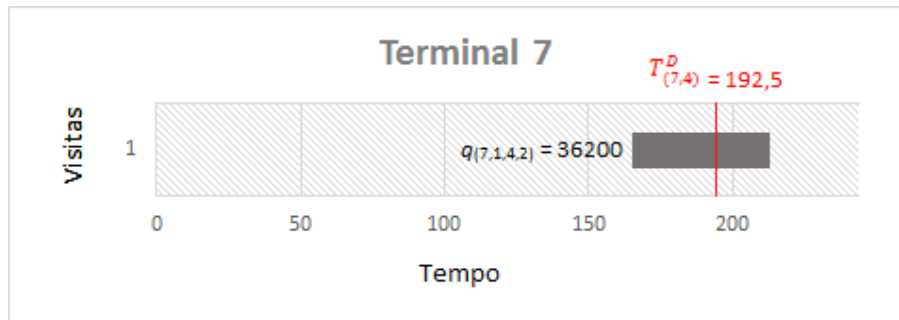 Terminal 7
T^D_(7,4) = 192,5
Visitas
1
q_(7,1,4,2) = 36200
0 50 100 150 200
Tempo